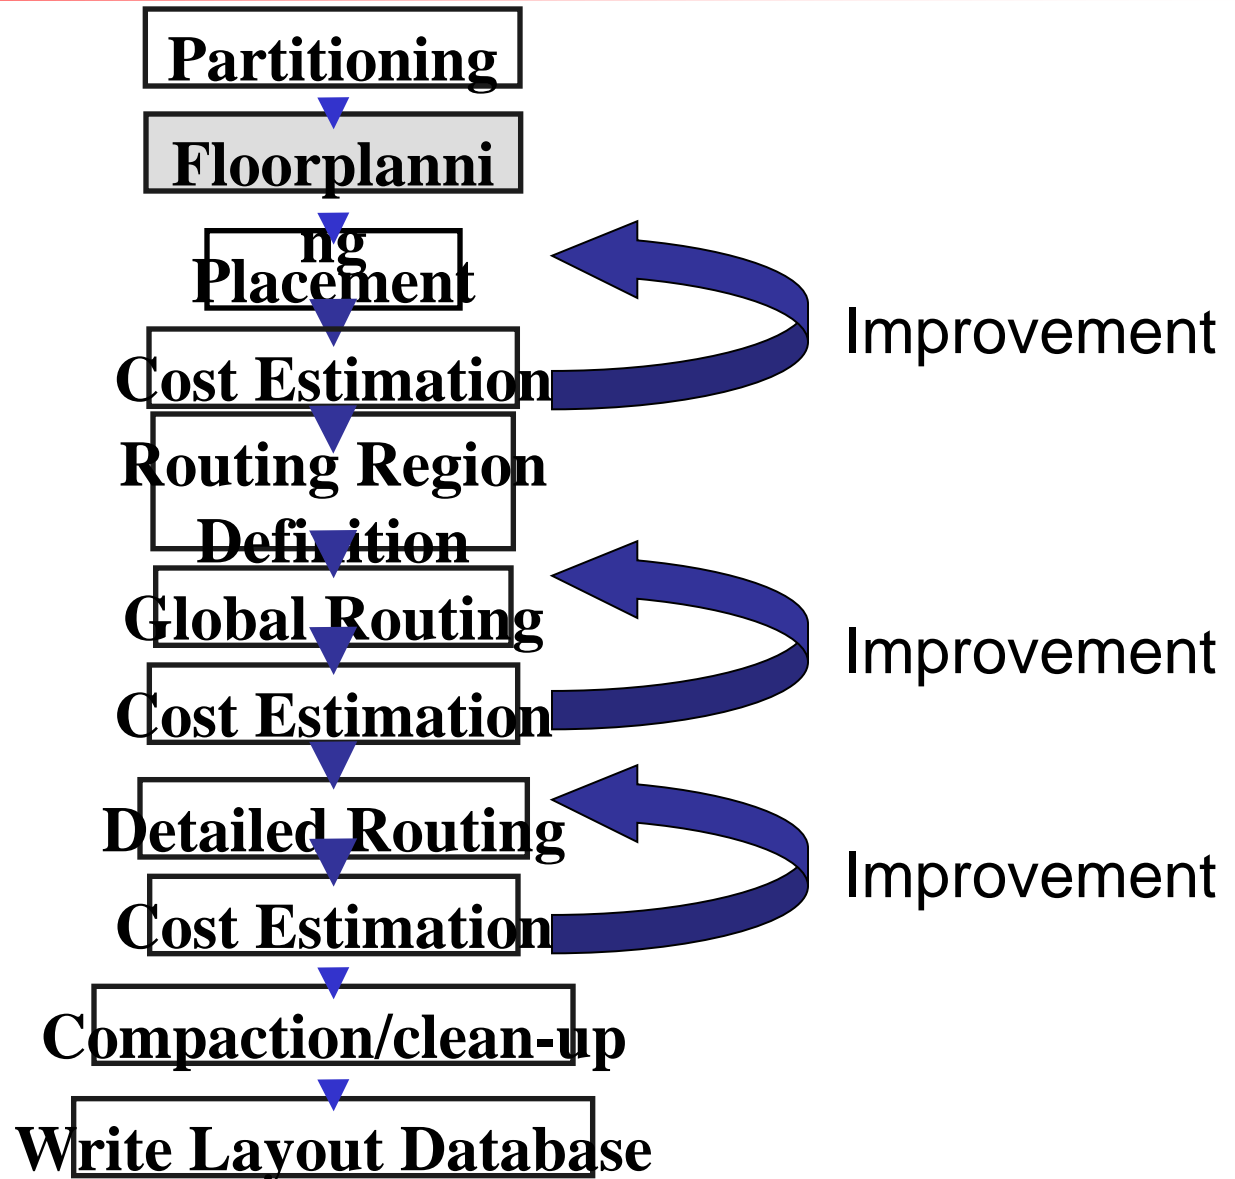 Partitioning
Floorplanni
ng
Placement
Cost Estimation
Improvement
Routing Region
Definition
Global Routing
Cost Estimation
Improvement
Detailed Routing
Cost Estimation
Improvement
Compaction/clean-up
Write Layout Database